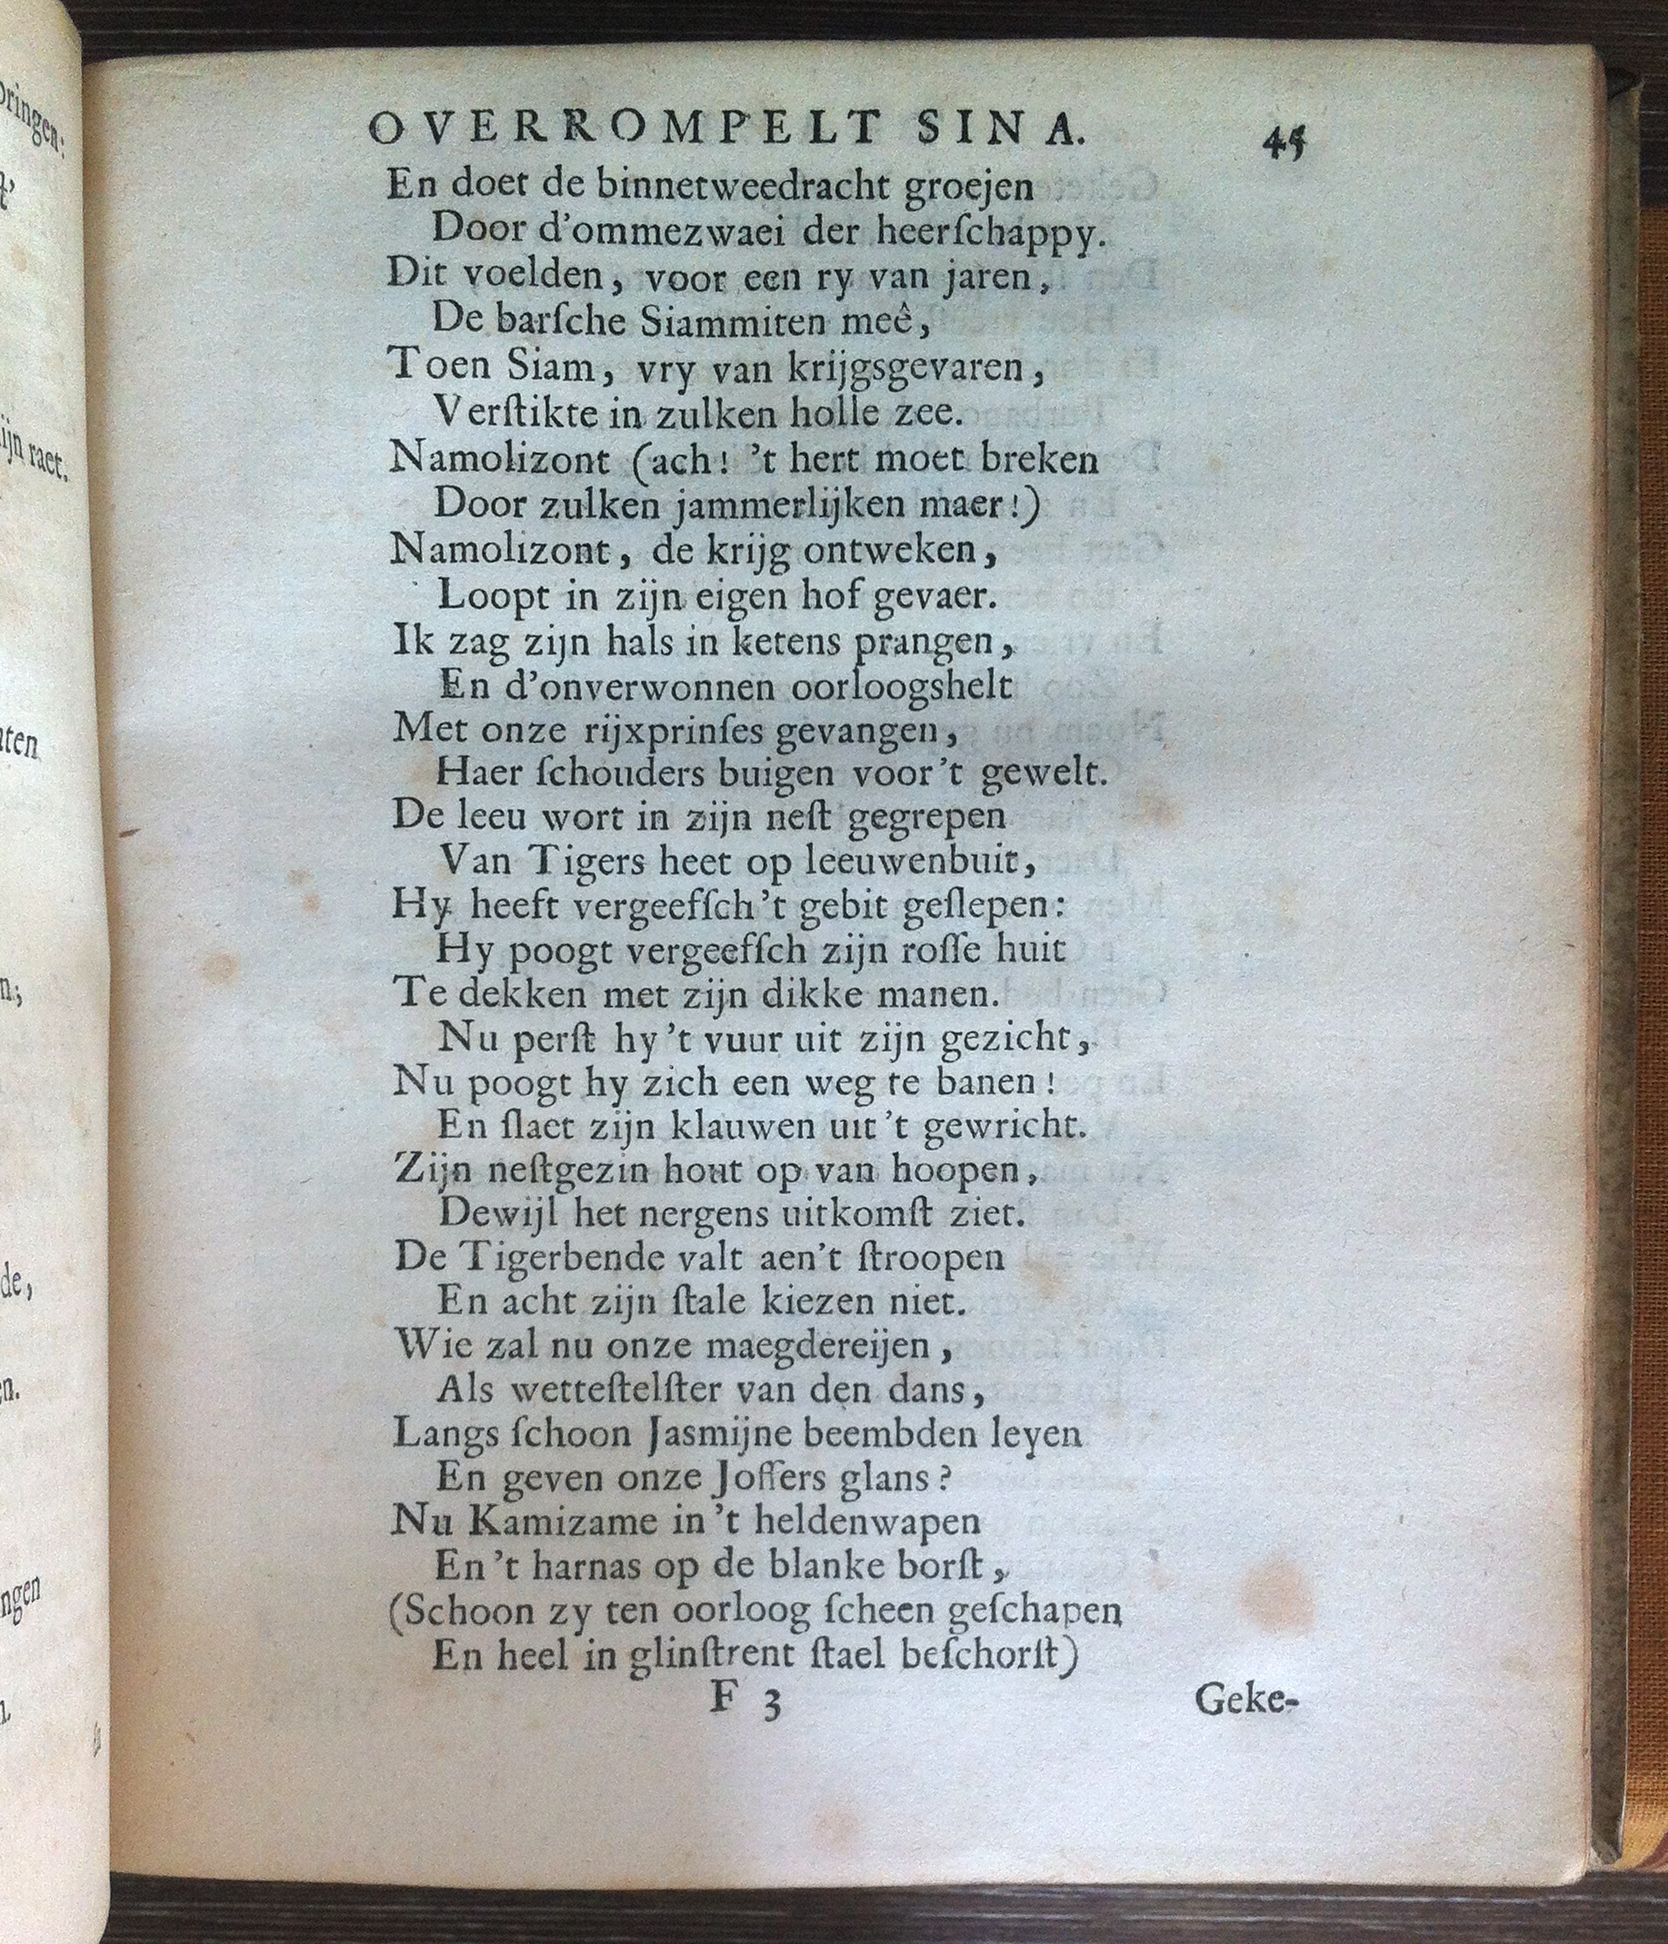 OVERROMPELT SINA. 45
En doet de binnetweedracht groejen
Door d'ommezwaei der heerſchappy.
Dit voelden, voor een ry van jaren,
De barſche Siammiten meê,
Toen Siam, vry van krijgsgevaren,
Verſtikte in zulken holle zee.
Namolizont (ach! 't hert moet breken
Door zulken jammerlijken maer!)
Namolizont, de krijg ontweken,
Loopt in zijn eigen hof gevaer.
Ik zag zijn hals in ketens prangen,
En d'onverwonnen oorloogshelt
Met onze rijxprinſes gevangen,
Haer ſchouders buigen voor 't gewelt.
De leeu wort in zijn neſt gegrepen
Van Tigers heet op leeuwenbuit,
Hy heeft vergeefſch 't gebit geſlepen:
Hy poogt vergeefſch zijn roſſe huit
Te dekken met zijn dikke manen.
Nu perſt hy 't vuur uit zijn gezicht,
Nu poogt hy zich een weg te banen!
En ſlaet zijn klauwen uit 't gewricht.
Zijn neſtgezin hout op van hoopen,
Dewijl het nergens uitkomſt ziet.
De Tigerbende valt aen't ſtroopen
En acht zijn ſtale kiezen niet.
Wie zal nu onze maegdereijen,
Als wetteſtelſter van den dans,
Langs ſchoon Jasmijne beembden leyen
En geven onze Joffers glans?
Nu Kamizame in 't heldenwapen
En 't harnas op de blanke borſt,
(Schoon zy ten oorloog ſcheen geſchapen
En heel in glinſtrent ſtael beſchorſt)
F 3 Geke-